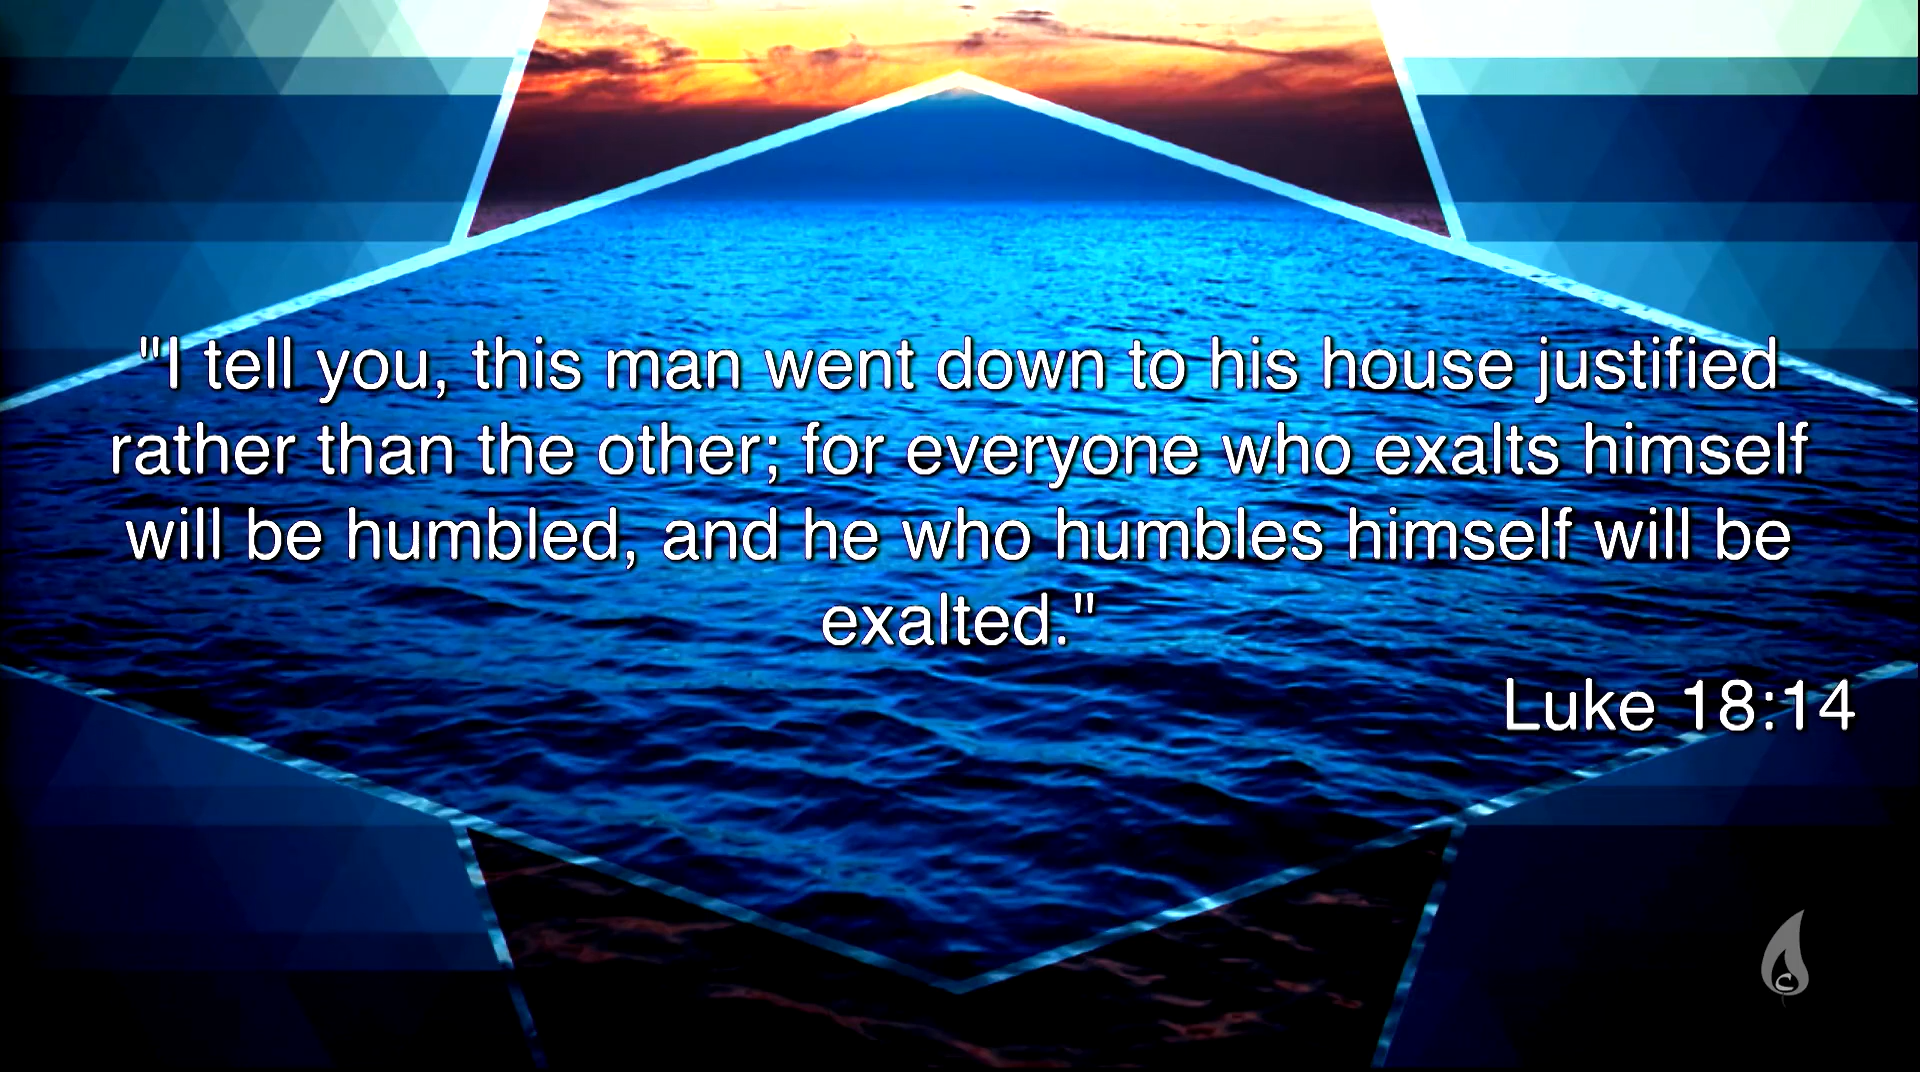 "I tell you, this man went down to his house justified
rather than the other; for everyone who exalts himself
will be humbled, and he who humbles himself will be
exalted."
Luke 18:14
C